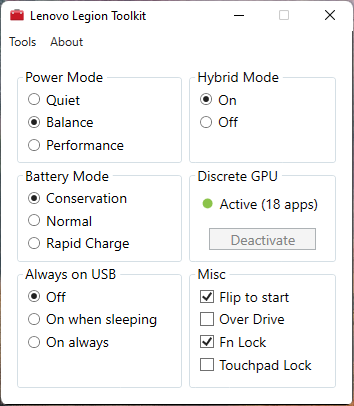 Lenovo Legion Toolkit
Tools About
Power Mode
Quiet
Balance
Performance
Hybrid Mode
On
Off
Battery Mode
Conservation
Normal
Rapid Charge
Discrete GPU
Active (18 apps)
Deactivate
Always on USB
Off
On when sleeping
On always
Misc
Flip to start
Over Drive
Fn Lock
Touchpad Lock